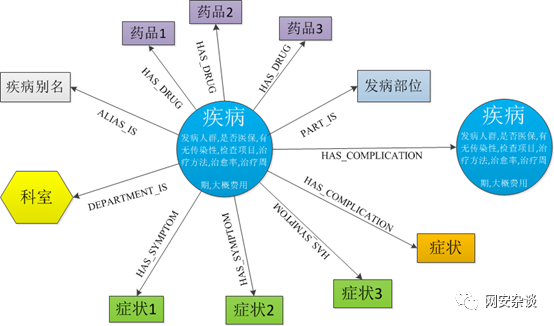 药品1
药品2
药品3
HAS_DRUG
HAS_DRUG
HAS_DRUG
疾病别名
ALIAS_IS
发病部位
PART_IS
疾病
发病人群,是否医保,有
无传染性,检查项目,治
疗方法,治愈率,治疗周
期,大概费用
HAS_COMPLICATION
疾病
发病人群,是否医保,有
无传染性,检查项目,治
疗方法,治愈率,治疗周
期,大概费用
科室
DEPARTMENT_IS
HAS_COMPLICATION
症状
HAS_SYMPTOM
HAS_SYMPTOM
HAS_SYMPTOM
症状1
症状2
症状3
网安杂谈